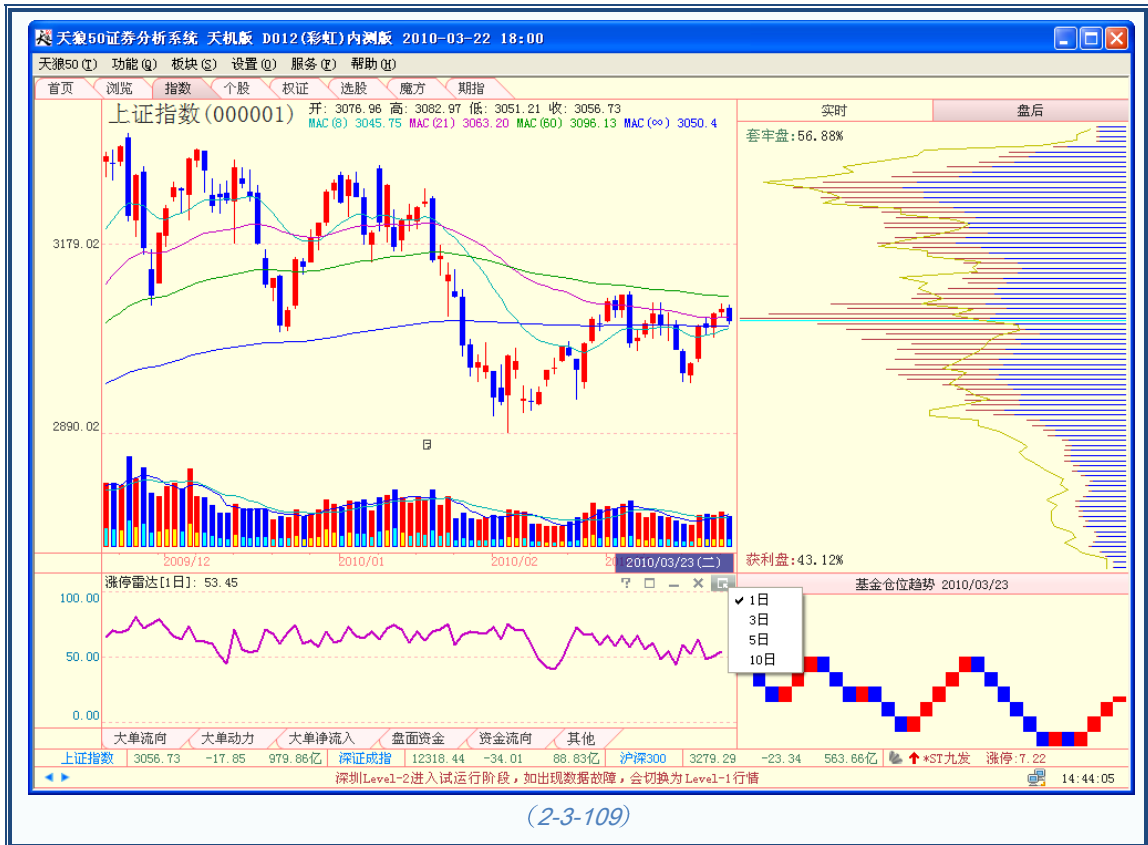 天狼50证券分析系统 天机版 D012(彩虹)内测版 2010-03-22 18:00
天狼50(T) 功能(Q) 板块(S) 设置(O) 服务(F) 帮助(H)
首页 浏览 指数 个股 权证 选股 魔方 期指
上证指数(000001) 开: 3076.96 高: 3082.97 低: 3051.21 收: 3056.73
MAC(8) 3045.75 MAC(21) 3063.20 MAC(60) 3096.13 MAC(∞) 3050.4
实时 盘后
套牢盘:56.88%
3179.02
2890.02
2009/12 2010/01 2010/02 2010/03/23(二)
获利盘:43.12%
涨停雷达[1日]: 53.45
基金仓位趋势 2010/03/23
100.00
50.00
0.00
✓ 1日
3日
5日
10日
大单流向 大单动力 大单净流入 盘面资金 资金流向 其他
上证指数 3056.73 -17.85 979.86亿 深证成指 12318.44 -34.01 88.83亿 沪深300 3279.29 -23.34 563.66亿 *ST九发 涨停:7.22
深圳Level-2进入试运行阶段，如出现数据故障，会切换为Level-1行情 14:44:05
(2-3-109)